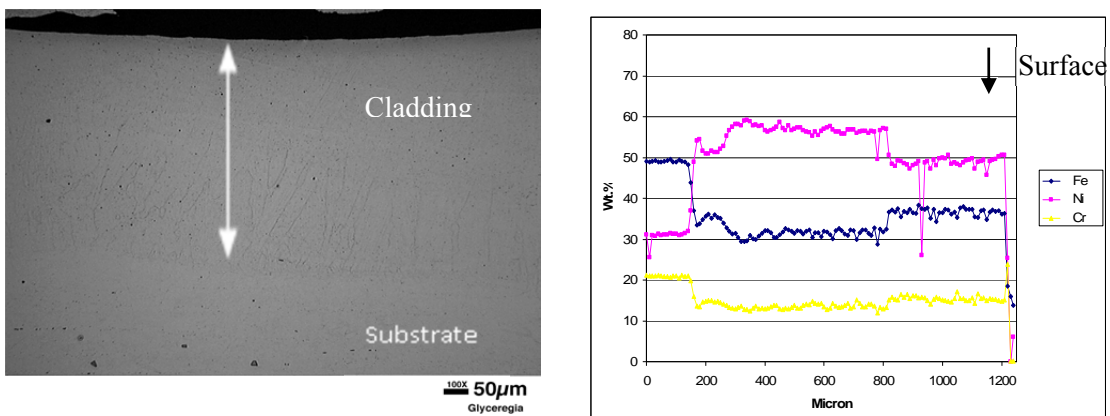 Cladding
Substrate
100X 50µm
Glyceregia
80
70
60
50
40
30
20
10
0
Wt.%
0 200 400 600 800 1000 1200
Micron
Surface
Fe
Ni
Cr